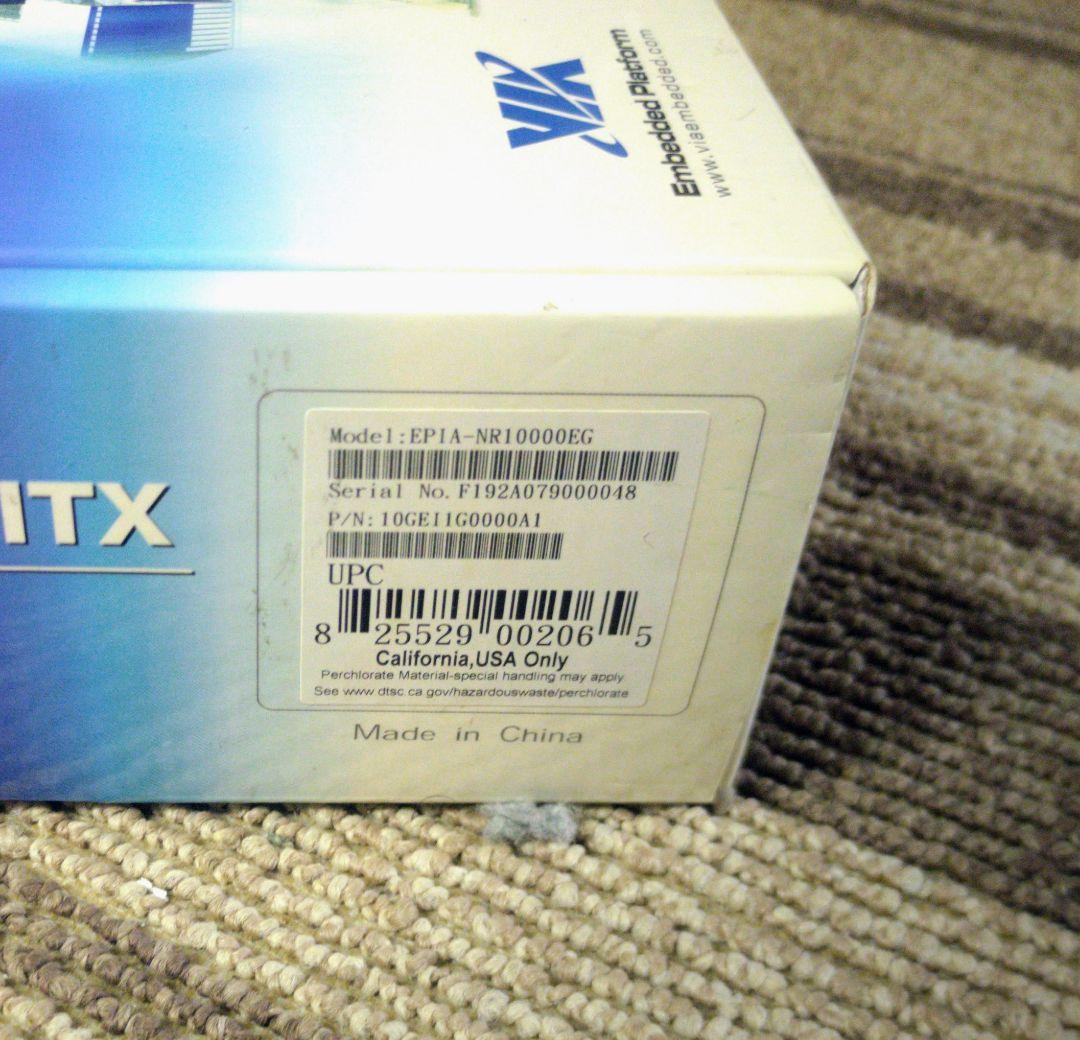 VIA
Embedded Platform
www.viaembedded.com
ITX
Model:EPIA-NR10000EG
Serial No. F192A079000048
P/N:10GEI1G0000A1
UPC
8 25529 00206 5
California,USA Only
Perchlorate Material-special handling may apply
See www.dtsc.ca.gov/hazardouswaste/perchlorate
Made in China